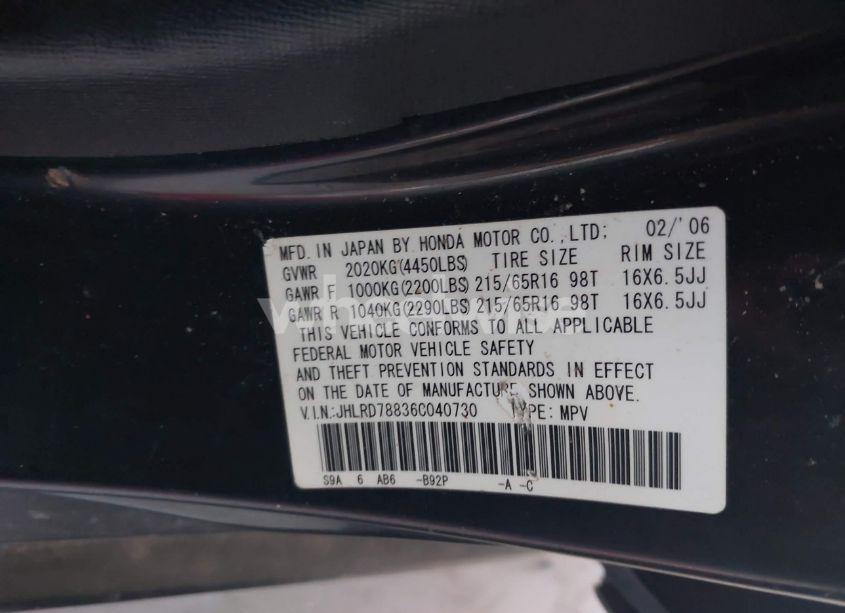 MFD. IN JAPAN BY HONDA MOTOR CO.,LTD; 02/'06
GVWR 2020KG(4450LBS) TIRE SIZE RIM SIZE
GAWR F 1000KG(2200LBS) 215/65R16 98T 16X6.5JJ
GAWR R 1040KG(2290LBS) 215/65R16 98T 16X6.5JJ
THIS VEHICLE CONFORMS TO ALL APPLICABLE
FEDERAL MOTOR VEHICLE SAFETY
AND THEFT PREVENTION STANDARDS IN EFFECT
ON THE DATE OF MANUFACTURE SHOWN ABOVE.
V.I.N.:JHLRD78836C040730 TYPE: MPV
S9A 6 AB6 -B92P -A -C